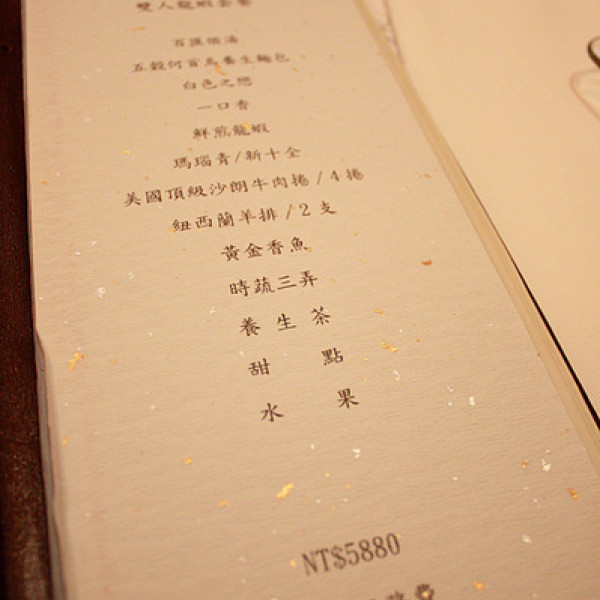 雙人龍蝦套餐
百匯燉湯
五穀何首烏養生麵包
白色之戀
一口香
鮮煎龍蝦
瑪瑙青/新十全
美國頂級沙朗牛肉捲/4捲
紐西蘭羊排/2支
黃金香魚
時蔬三弄
養生茶
甜 點
水 果
NT$5880